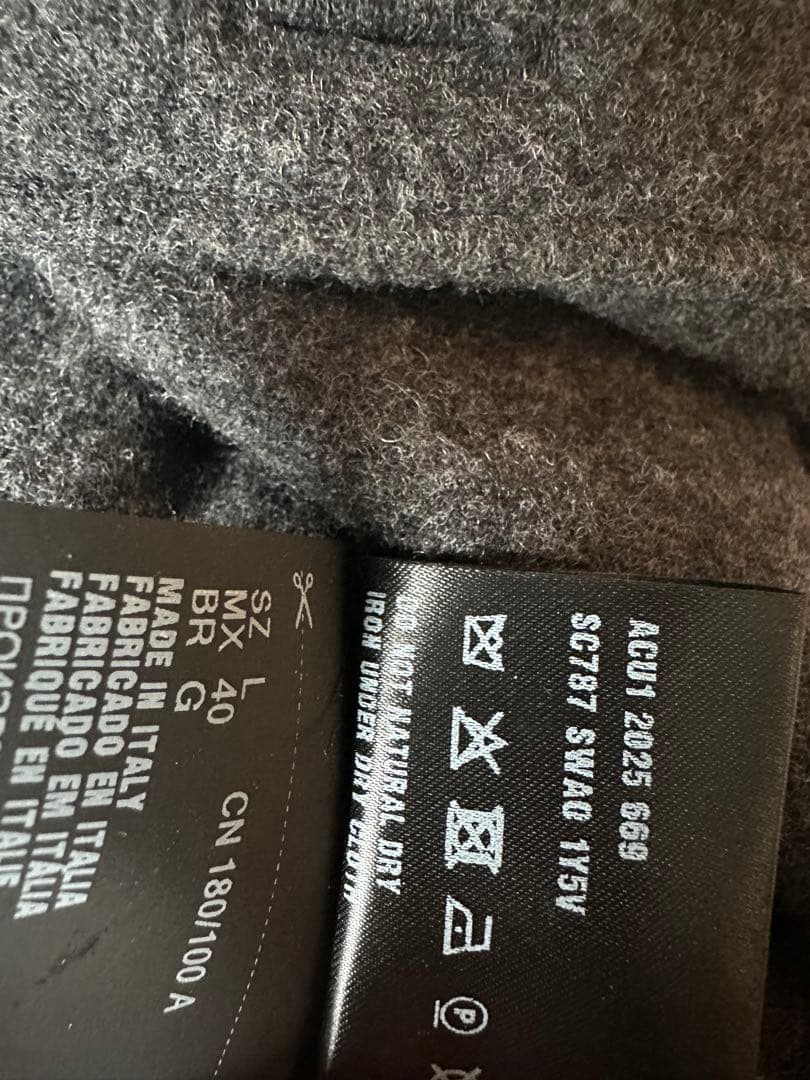 SZ L
MX 40
BR G
CN 180/100 A
MADE IN ITALY
FABRICADO EN ITALIA
FABRICADO EM ITALIA
FABRIQUE EN ITALIE
ACU1 2025 669
SC787 SWAO 1Y5V
P
DO NOT NATURAL DRY
IRON UNDER DRY CLOTH